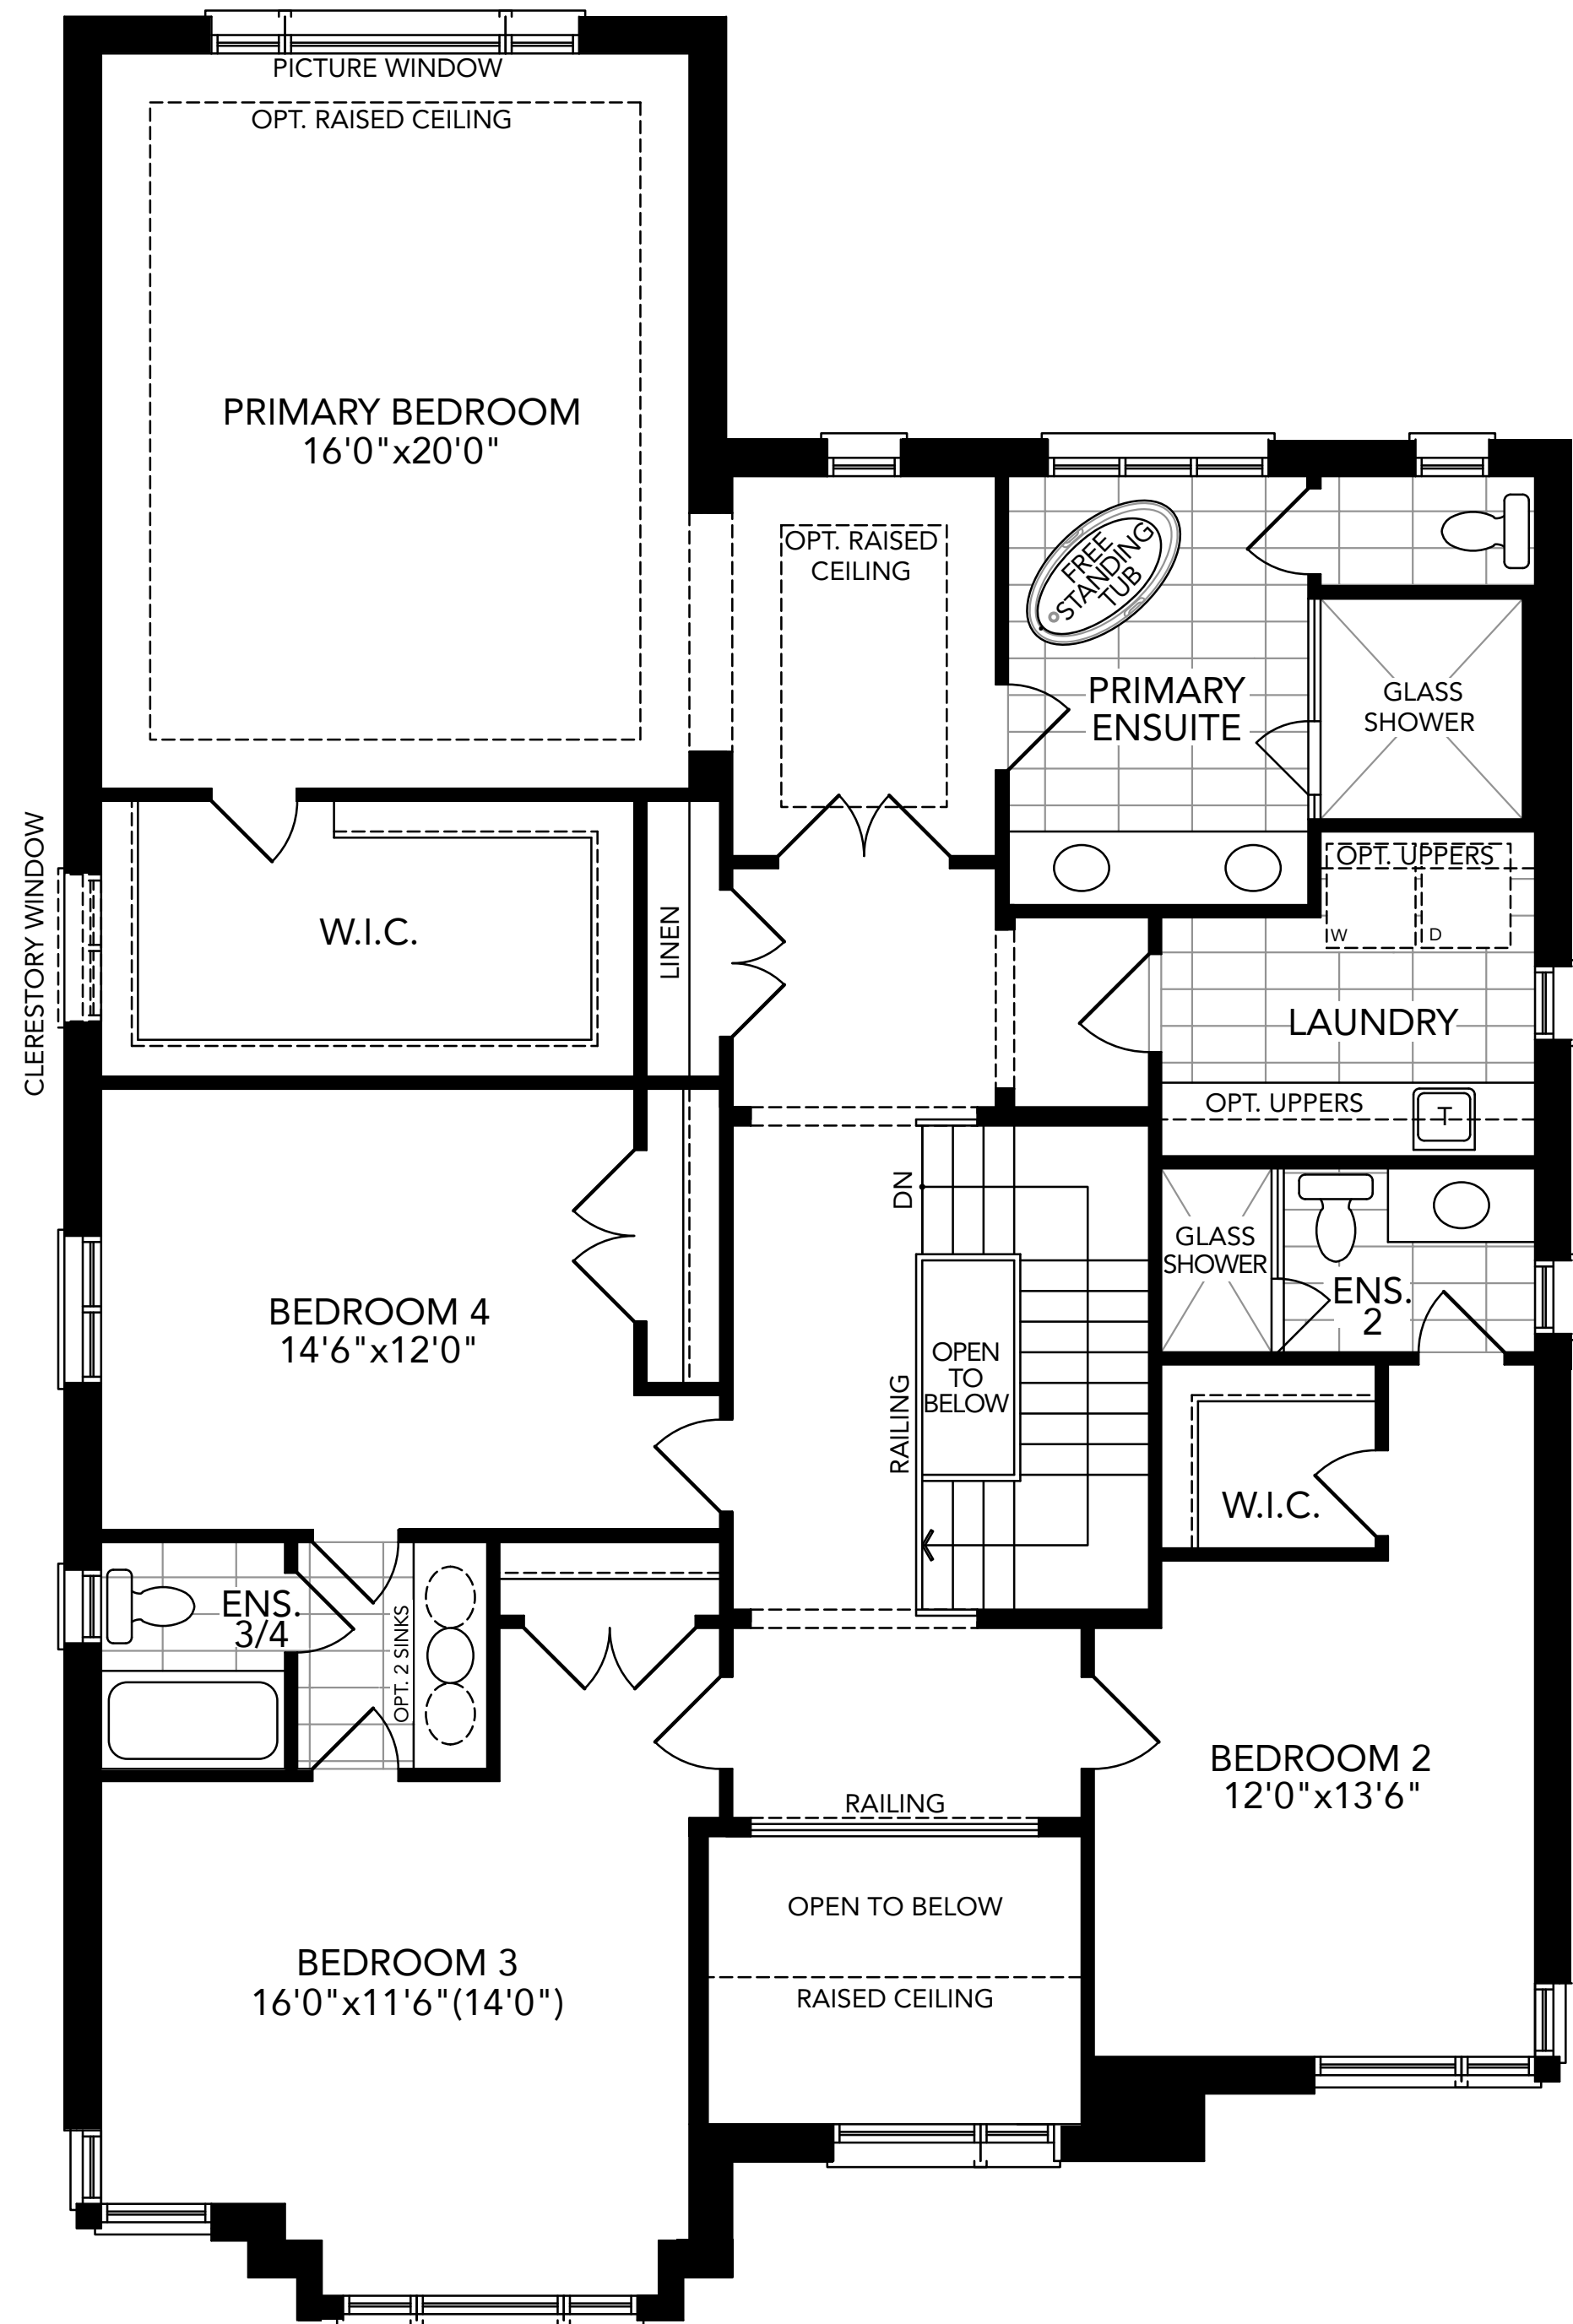 PICTURE WINDOW
OPT. RAISED CEILING
PRIMARY BEDROOM
16'0"x20'0"
OPT. RAISED
CEILING
FREE
STANDING
TUB
PRIMARY
ENSUITE
GLASS
SHOWER
CLERESTORY WINDOW
W.I.C.
LINEN
OPT. UPPERS
W
D
LAUNDRY
OPT. UPPERS
T
DN
GLASS
SHOWER
ENS.
2
BEDROOM 4
14'6"x12'0"
RAILING
OPEN
TO
BELOW
W.I.C.
ENS.
3/4
OPT. 2 SINKS
BEDROOM 2
12'0"x13'6"
RAILING
OPEN TO BELOW
RAISED CEILING
BEDROOM 3
16'0"x11'6"(14'0")